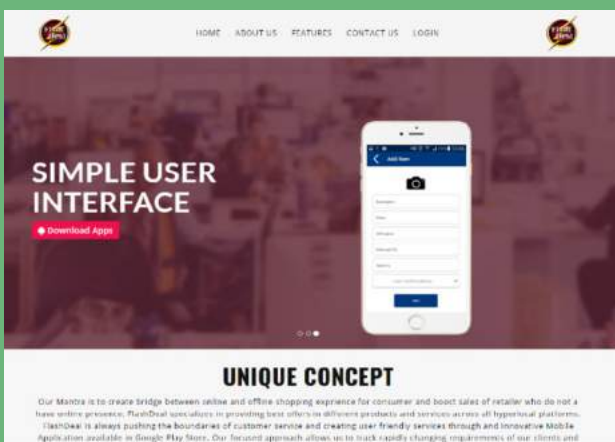 HOME ABOUT US FEATURES CONTACT US LOGIN
SIMPLE USER
INTERFACE
Download Apps
Add Item
UNIQUE CONCEPT
Our Mantra is to create bridge between online and offline shopping exprience for consumer and boost sales of retailer who do not a
have online presence. FlashDeal specializes in providing best offers in different products and services across all hyperlocal platforms.
FlashDeal is always pushing the boundaries of customer service and creating user friendly services through and Innovative Mobile
Application available in Google Play Store. Our focused approach allows us to track rapidly changing requirements of our clients and